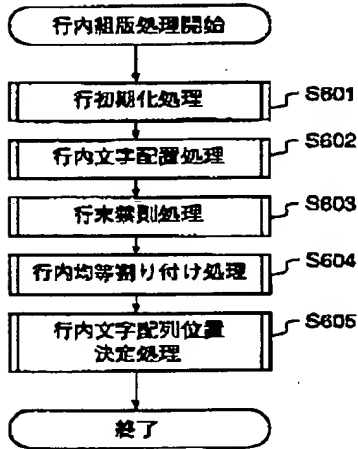 行内組版処理開始
行初期化処理
S601
行内文字配置処理
S602
行末禁則処理
S603
行内均等割り付け処理
S604
行内文字配列位置
決定処理
S605
終了